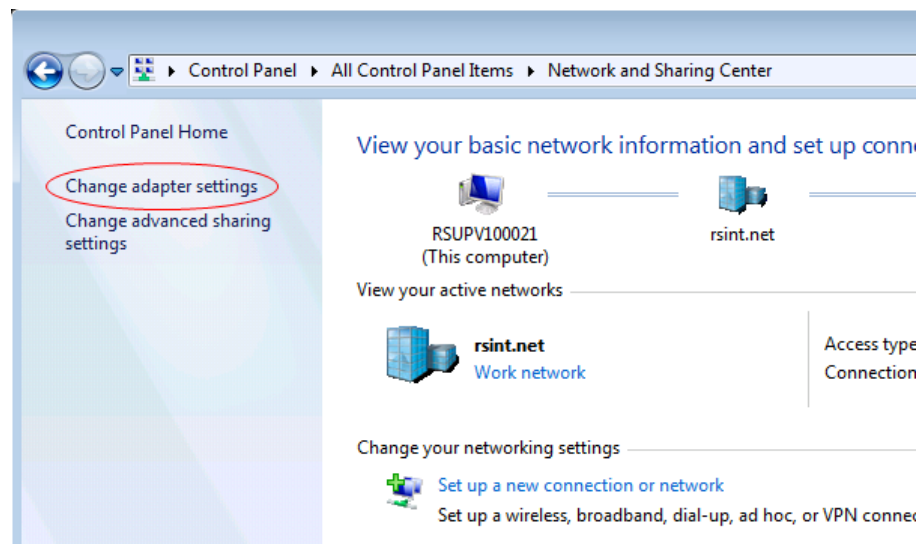 Control Panel All Control Panel Items Network and Sharing Center
Control Panel Home
Change adapter settings
Change advanced sharing
settings
View your basic network information and set up
RSUPV100021
(This computer)
rsint.net
View your active networks
rsint.net
Work network
Access type
Connection
Change your networking settings
Set up a new connection or network
Set up a wireless, broadband, dial-up, ad hoc, or VPN